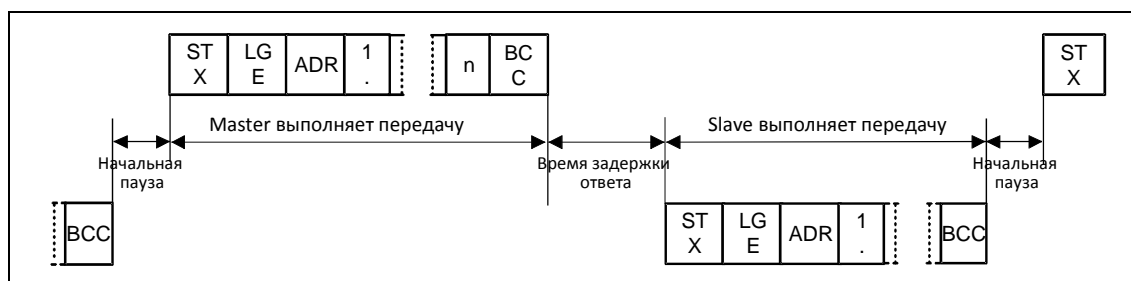 ST LG ADR 1 n BC ST
X E . C X
Master выполняет передачу Slave выполняет передачу
Начальная Время задержки Начальная
пауза ответа пауза
BCC ST LG ADR 1 BCC
X E .